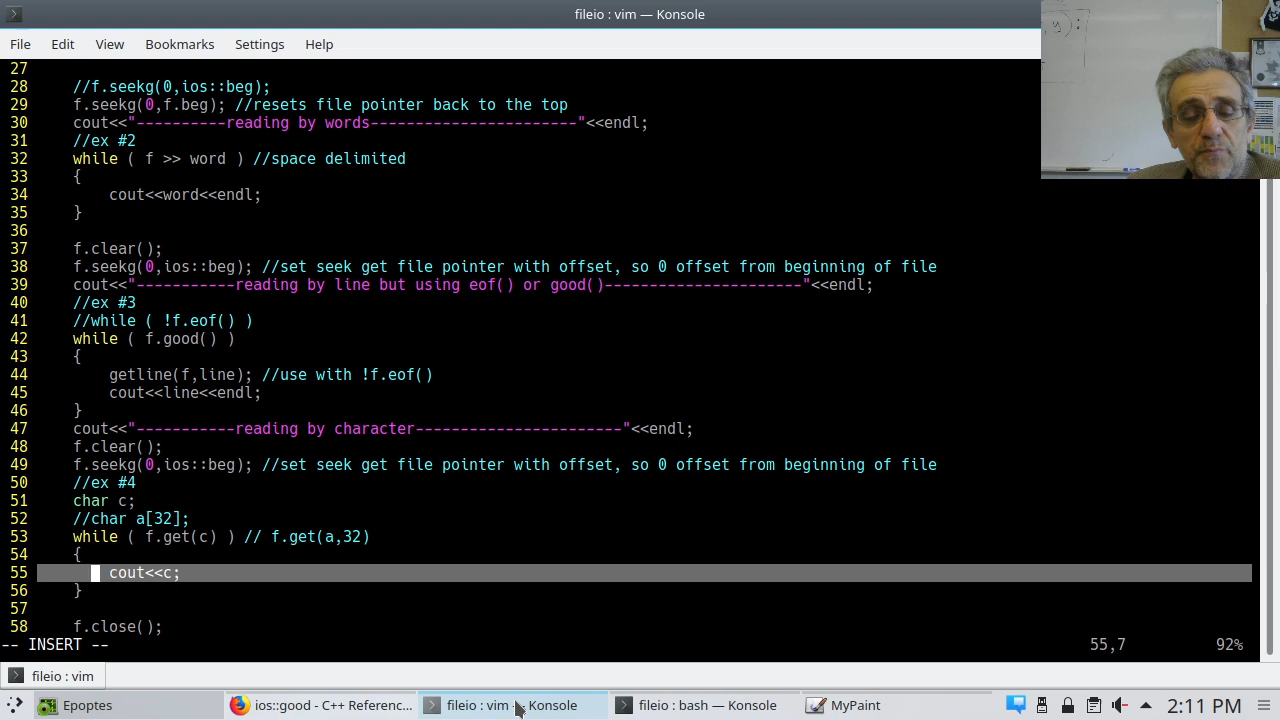 fileio : vim — Konsole
File Edit View Bookmarks Settings Help
27
28 //f.seekg(0,ios::beg);
29 f.seekg(0,f.beg); //resets file pointer back to the top
30 cout<<"----------reading by words-----------------------"<<endl;
31 //ex #2
32 while ( f >> word ) //space delimited
33 {
34 cout<<word<<endl;
35 }
36
37 f.clear();
38 f.seekg(0,ios::beg); //set seek get file pointer with offset, so 0 offset from beginning of file
39 cout<<"-----------reading by line but using eof() or good()----------------------"<<endl;
40 //ex #3
41 //while ( !f.eof() )
42 while ( f.good() )
43 {
44 getline(f,line); //use with !f.eof()
45 cout<<line<<endl;
46 }
47 cout<<"-----------reading by character-----------------------"<<endl;
48 f.clear();
49 f.seekg(0,ios::beg); //set seek get file pointer with offset, so 0 offset from beginning of file
50 //ex #4
51 char c;
52 //char a[32];
53 while ( f.get(c) ) // f.get(a,32)
54 {
55 cout<<c;
56 }
57
58 f.close();
-- INSERT -- 55,7 92%
fileio : vim
Epoptes ios::good - C++ Referenc... fileio : vim — Konsole fileio : bash — Konsole MyPaint 2:11 PM